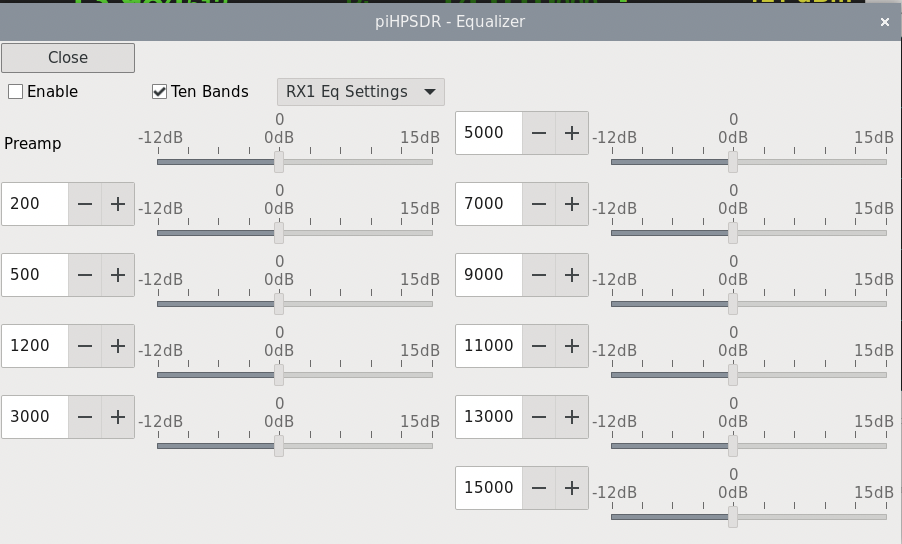 piHPSDR - Equalizer
Close
Enable
Ten Bands
RX1 Eq Settings
Preamp
0
-12dB 0dB 15dB
5000
0
-12dB 0dB 15dB
200
0
-12dB 0dB 15dB
7000
0
-12dB 0dB 15dB
500
0
-12dB 0dB 15dB
9000
0
-12dB 0dB 15dB
1200
0
-12dB 0dB 15dB
11000
0
-12dB 0dB 15dB
3000
0
-12dB 0dB 15dB
13000
0
-12dB 0dB 15dB
15000
0
-12dB 0dB 15dB